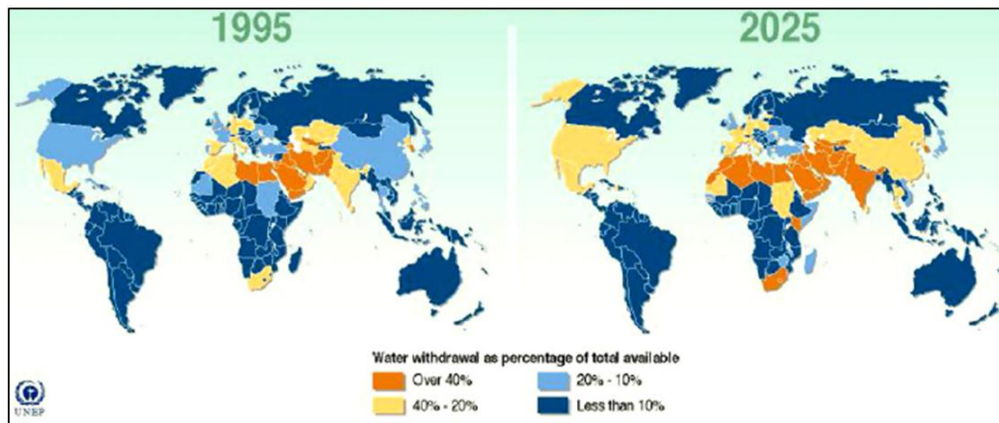 1995
2025
Water withdrawal as percentage of total available
Over 40%
20% - 10%
40% - 20%
Less than 10%
UNEP